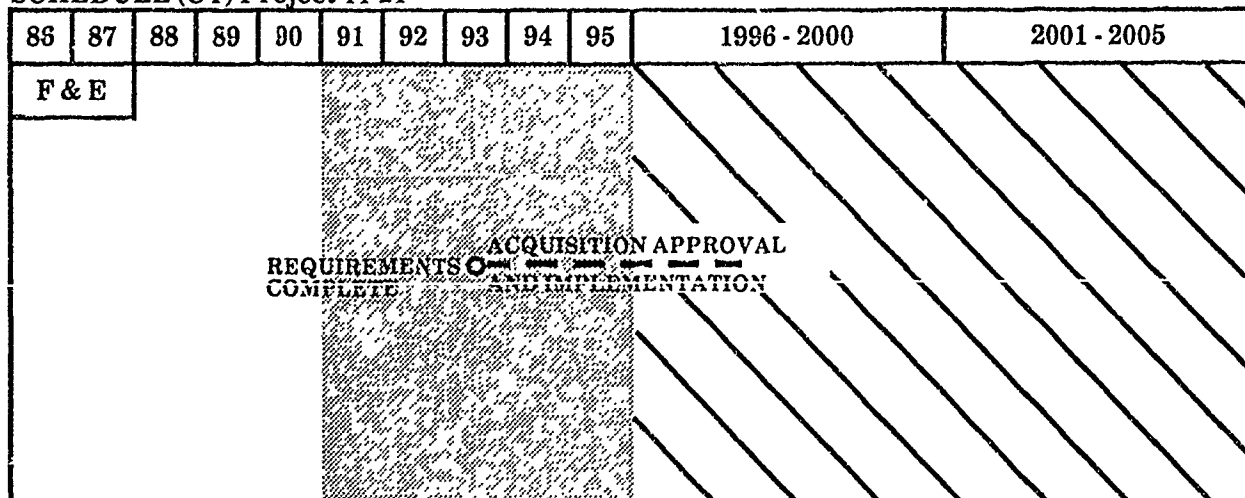 86 87 88 89 90 91 92 93 94 95 1996 - 2000 2001 - 2005
F & E
ACQUISITION APPROVAL
REQUIREMENTS
COMPLETE AND IMPLEMENTATION